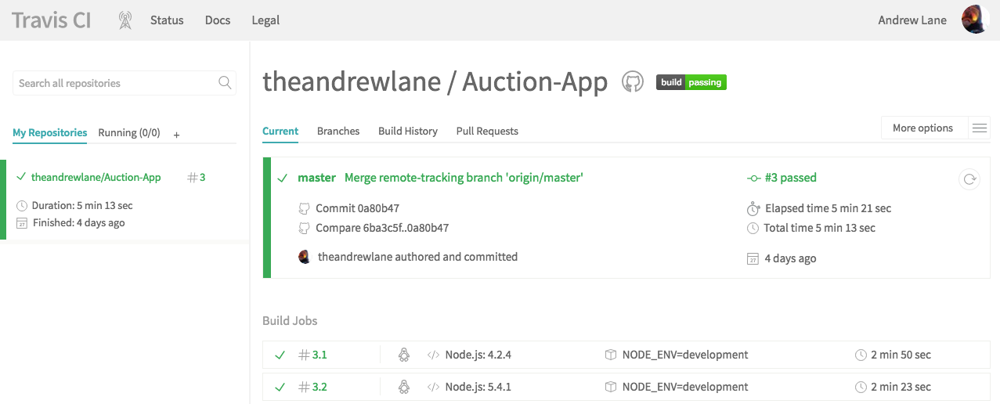 Travis CI Status Docs Legal Andrew Lane
Search all repositories
My Repositories Running (0/0) +
theandrewlane/Auction-App # 3
Duration: 5 min 13 sec
27 Finished: 4 days ago
theandrewlane / Auction-App build passing
Current Branches Build History Pull Requests More options
master Merge remote-tracking branch 'origin/master' #3 passed
Commit 0a80b47 Elapsed time 5 min 21 sec
Compare 6ba3c5f..0a80b47 Total time 5 min 13 sec
theandrewlane authored and committed 27 4 days ago
Build Jobs
# 3.1 </> Node.js: 4.2.4 NODE_ENV=development 2 min 50 sec
# 3.2 </> Node.js: 5.4.1 NODE_ENV=development 2 min 23 sec